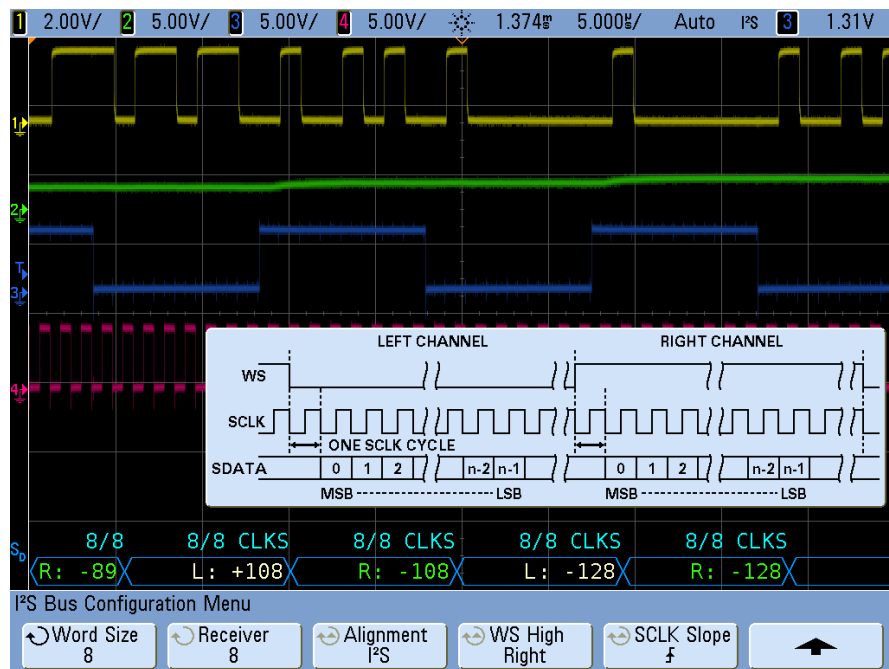 1 2.00V/ 2 5.00V/ 3 5.00V/ 4 5.00V/ 1.374ms 5.000us/ Auto I²S 3 1.31V
1
2
T
3
4
LEFT CHANNEL RIGHT CHANNEL
WS
SCLK
ONE SCLK CYCLE
SDATA 0 1 2 n-2 n-1 0 1 2 n-2 n-1
MSB LSB MSB LSB
8/8 8/8 CLKS 8/8 CLKS 8/8 CLKS 8/8 CLKS
SD R: -89 L: +108 R: -108 L: -128 R: -128
I²S Bus Configuration Menu
Word Size Receiver Alignment WS High SCLK Slope
8 8 I²S Right